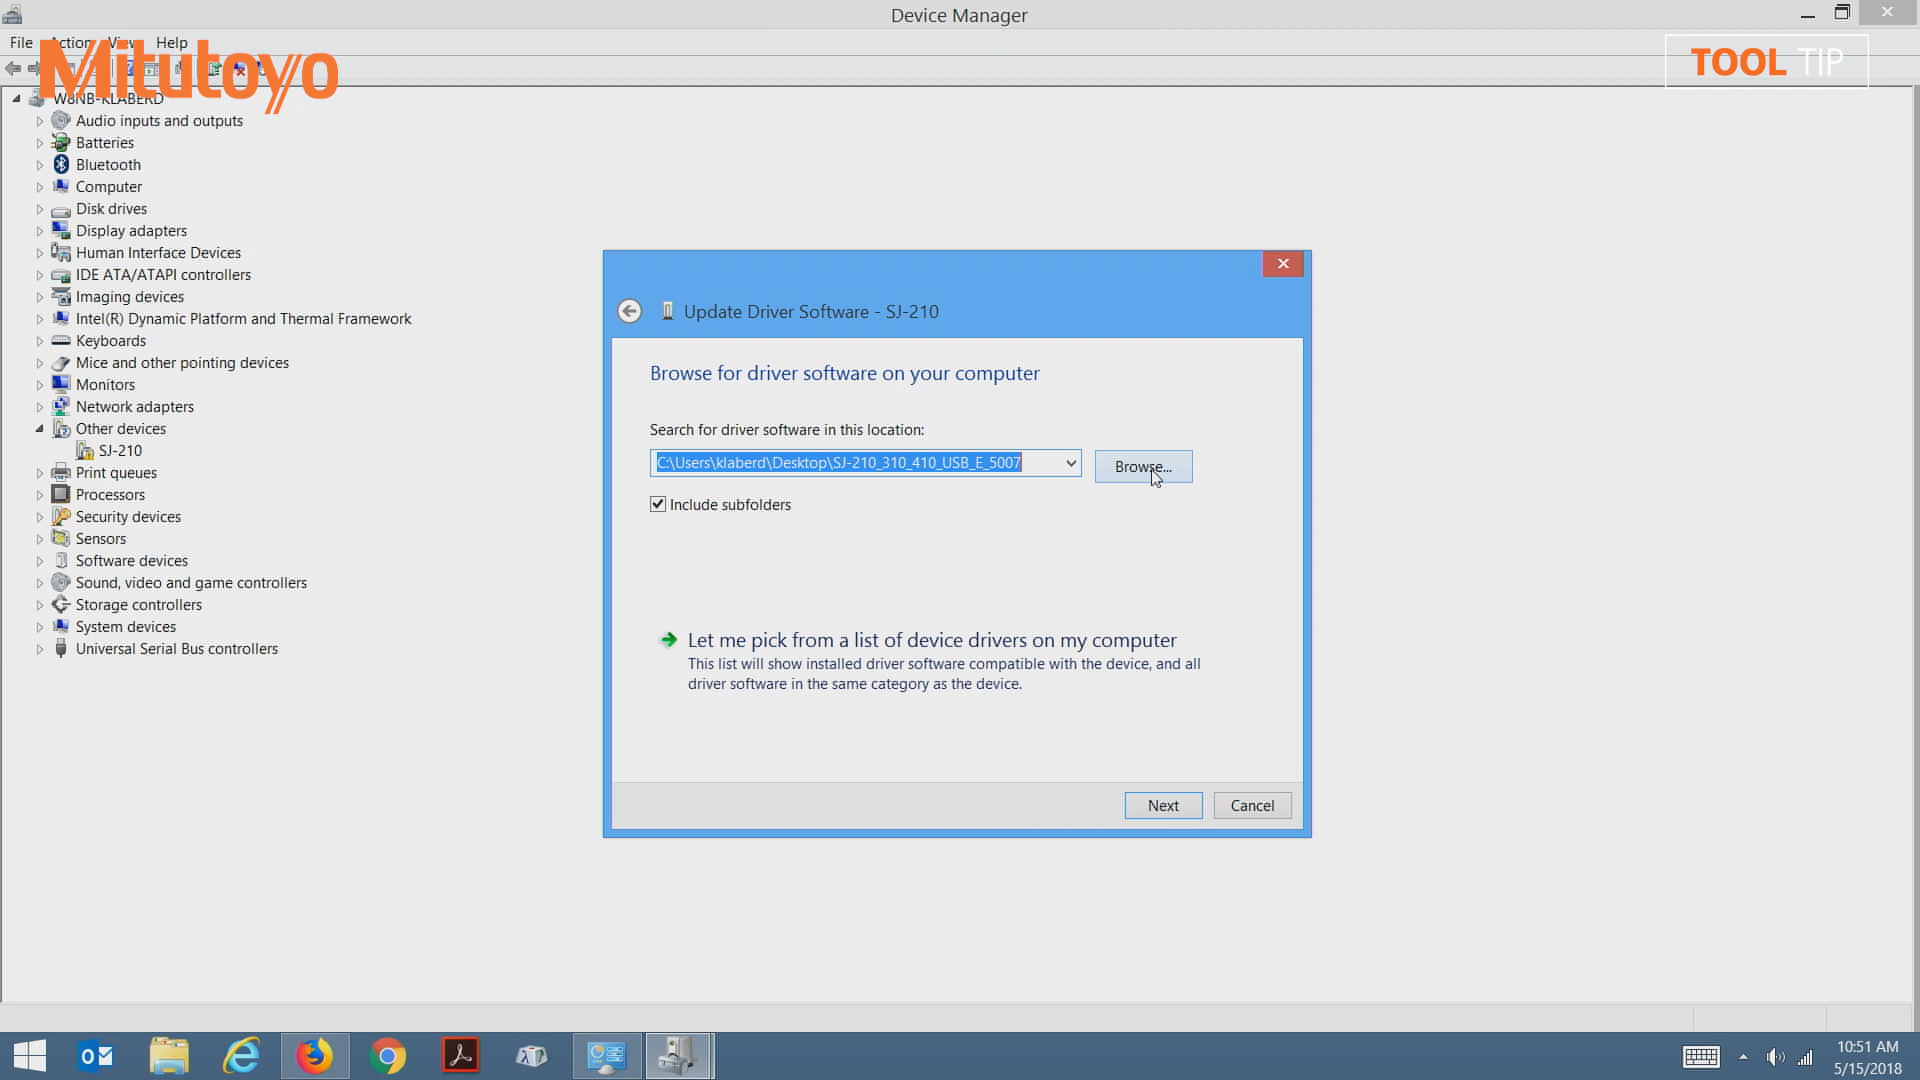 Device Manager
File Action View Help
Mitutoyo
TOOL TIP
W8NB-KLABERD
Audio inputs and outputs
Batteries
Bluetooth
Computer
Disk drives
Display adapters
Human Interface Devices
IDE ATA/ATAPI controllers
Imaging devices
Intel(R) Dynamic Platform and Thermal Framework
Keyboards
Mice and other pointing devices
Monitors
Network adapters
Other devices
SJ-210
Print queues
Processors
Security devices
Sensors
Software devices
Sound, video and game controllers
Storage controllers
System devices
Universal Serial Bus controllers
Update Driver Software - SJ-210
Browse for driver software on your computer
Search for driver software in this location:
C:\Users\klaberd\Desktop\SJ-210_310_410_USB_E_5007
Browse...
Include subfolders
Let me pick from a list of device drivers on my computer
This list will show installed driver software compatible with the device, and all
driver software in the same category as the device.
Next
Cancel
10:51 AM
5/15/2018